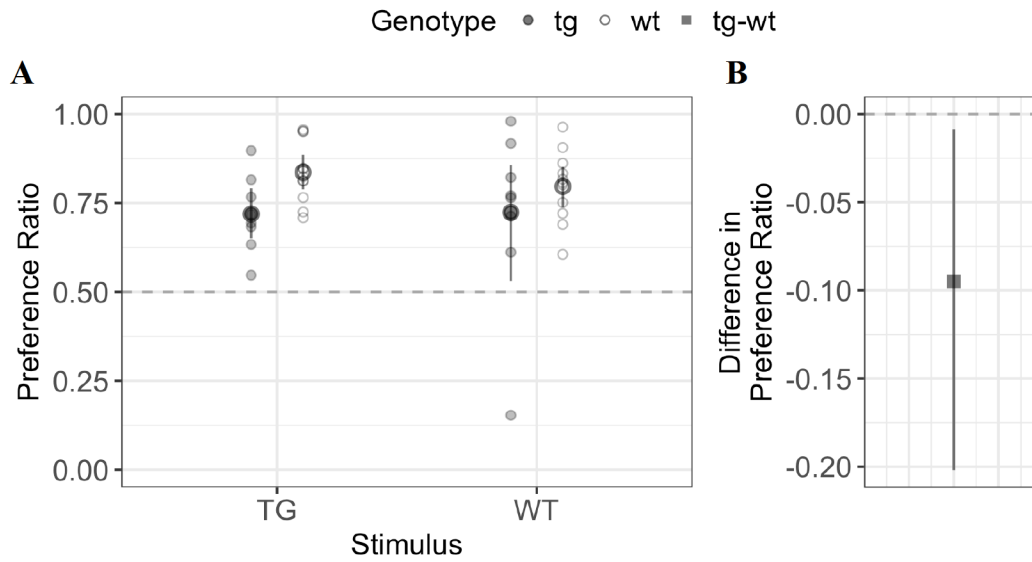 Genotype tg wt tg-wt
A
B
Preference Ratio
1.00
0.75
0.50
0.25
0.00
TG WT
Stimulus
Difference in
Preference Ratio
0.00
-0.05
-0.10
-0.15
-0.20